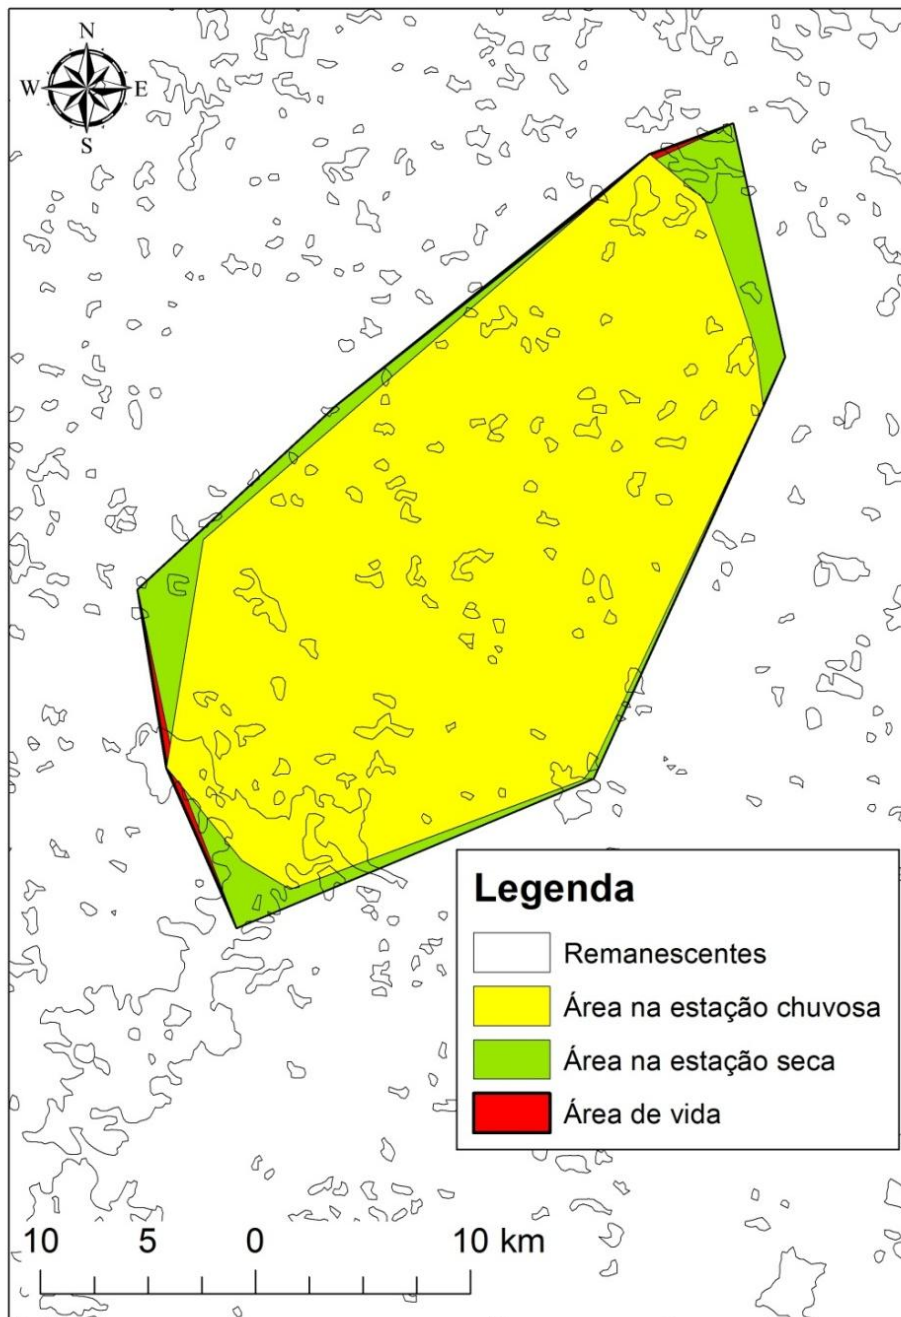 N
W E
S
Legenda
Remanescentes
Área na estação chuvosa
Área na estação seca
Área de vida
10 5 0 10 km